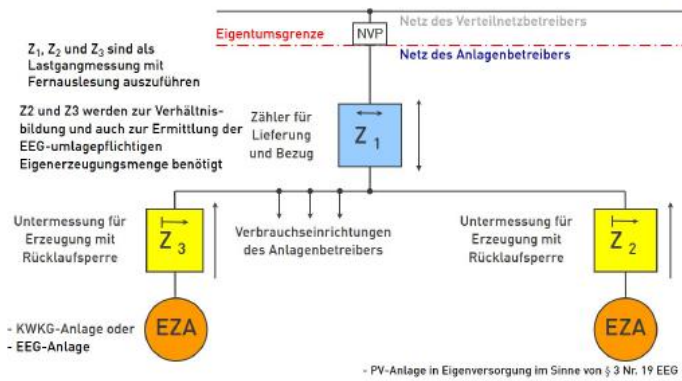 Netz des Verteilnetzbetreibers
NVP
Eigentumsgrenze
Netz des Anlagenbetreibers
Z1, Z2 und Z3 sind als
Lastgangmessung mit
Fernauslesung auszuführen
Z2 und Z3 werden zur Verhältnis-
bildung und auch zur Ermittlung der
EEG-umlagepflichtigen
Eigenerzeugungsmenge benötigt
Zähler für
Lieferung
und Bezug
Z1
Untermessung für
Erzeugung mit
Rücklaufsperre
Z3
Verbrauchseinrichtungen
des Anlagenbetreibers
Untermessung für
Erzeugung mit
Rücklaufsperre
Z2
EZA
- KWKG-Anlage oder
- EEG-Anlage
EZA
- PV-Anlage in Eigenversorgung im Sinne von § 3 Nr. 19 EEG